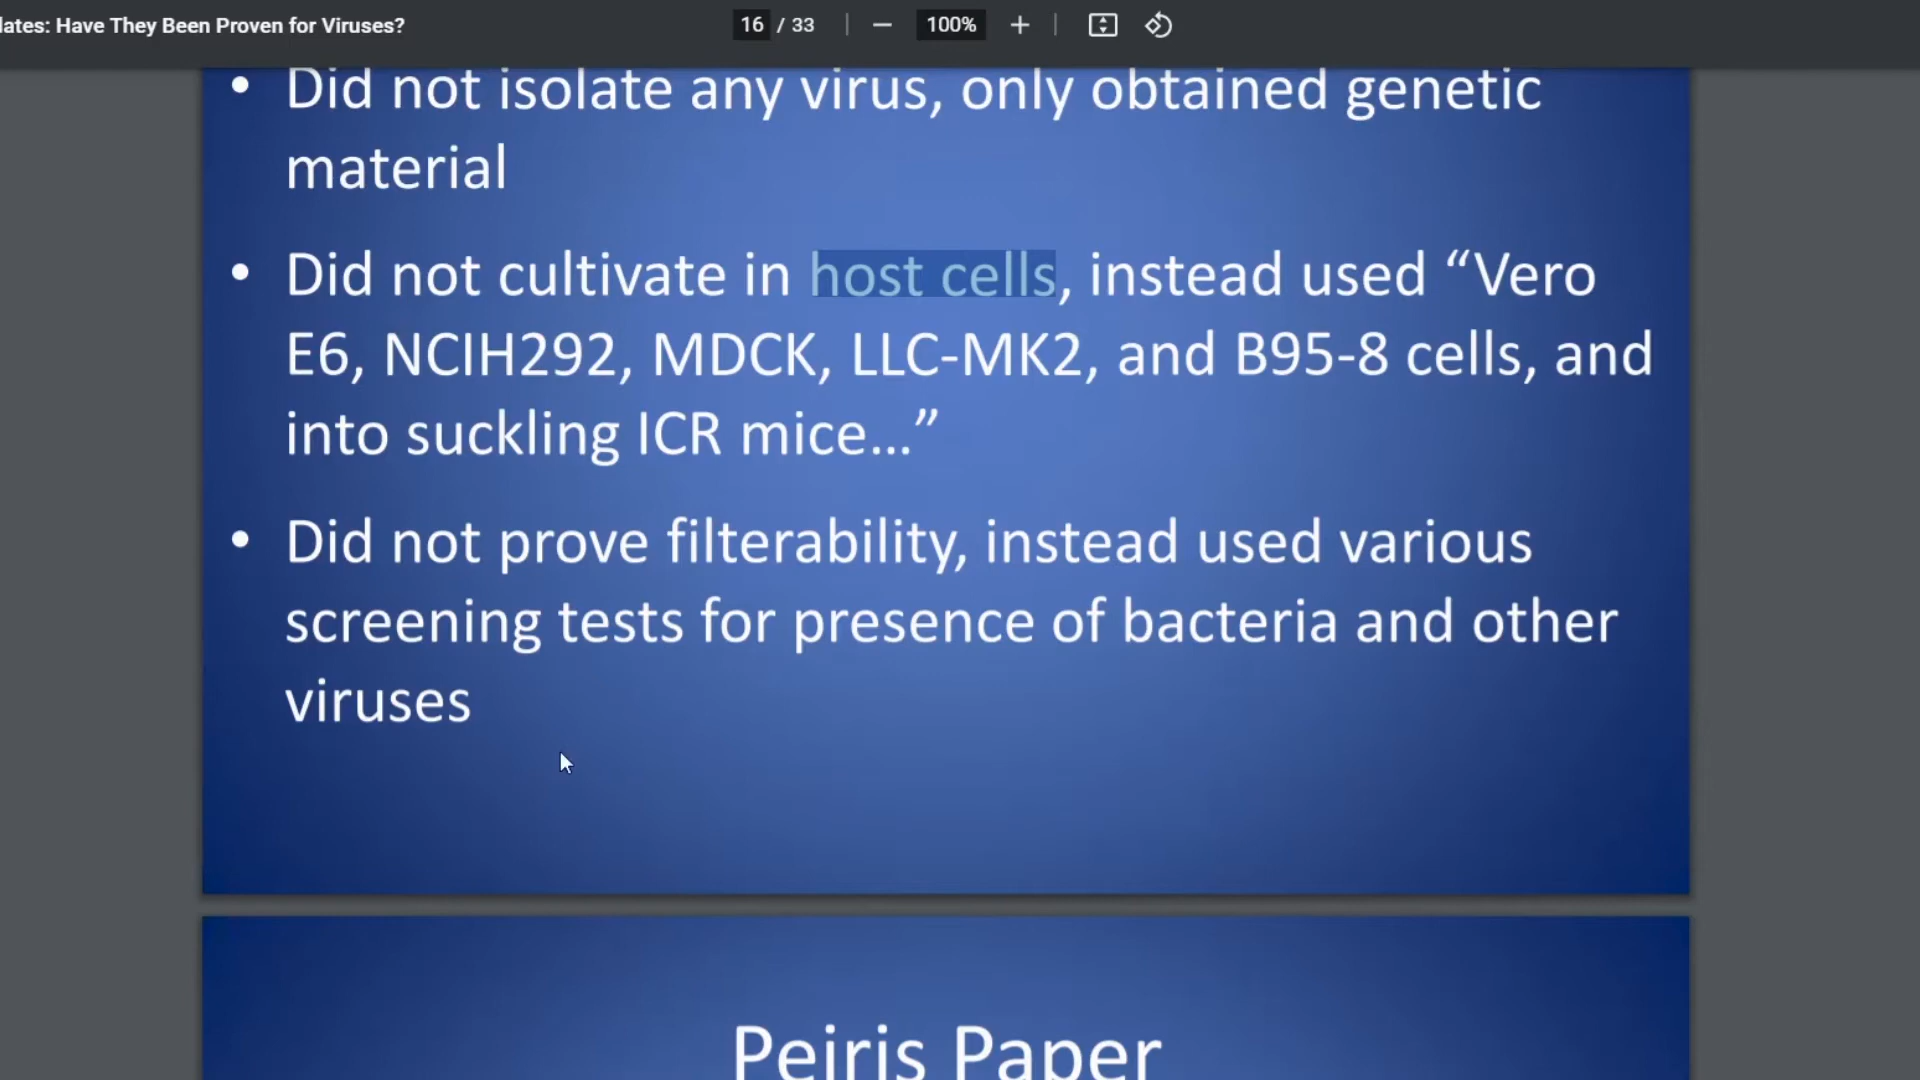 lates: Have They Been Proven for Viruses?
16 / 33
100%
• Did not isolate any virus, only obtained genetic
material
• Did not cultivate in host cells, instead used “Vero
E6, NCIH292, MDCK, LLC-MK2, and B95-8 cells, and
into suckling ICR mice...”
• Did not prove filterability, instead used various
screening tests for presence of bacteria and other
viruses
Peiris Paper